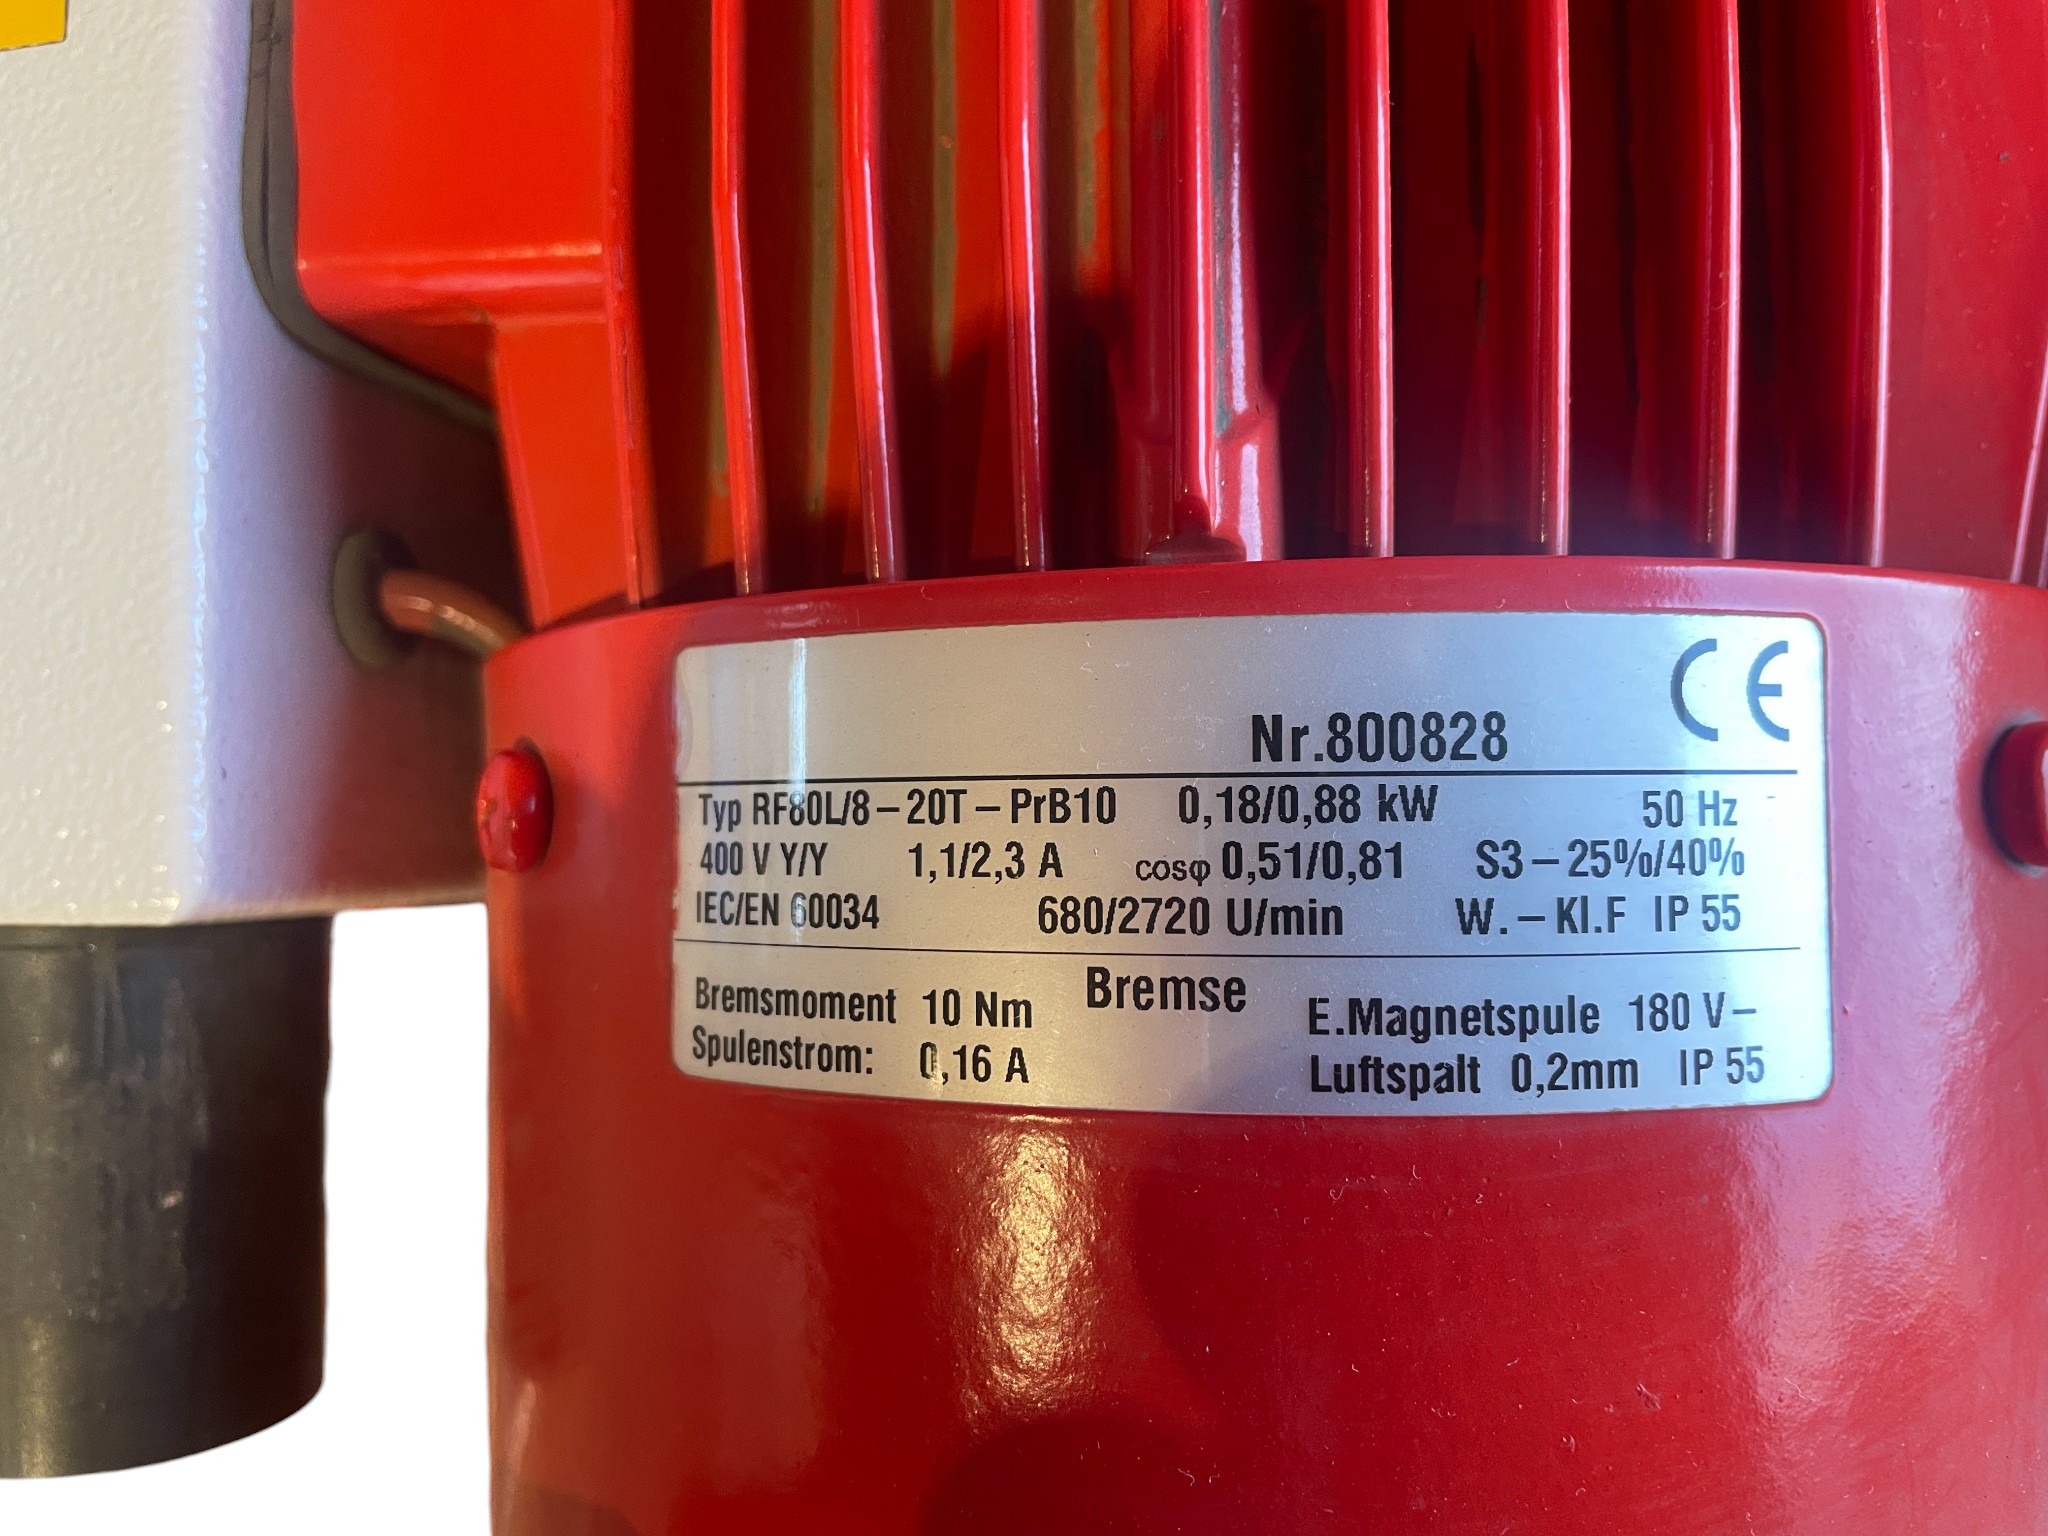 CE
Nr.800828
Typ RF80L/8–20T–PrB10 0,18/0,88 kW 50 Hz
400 V Y/Y 1,1/2,3 A cosφ 0,51/0,81 S3–25%/40%
IEC/EN 60034 680/2720 U/min W.–Kl.F IP 55
Bremse
Bremsmoment 10 Nm E.Magnetspule 180 V–
Spulenstrom: 0,16 A Luftspalt 0,2mm IP 55